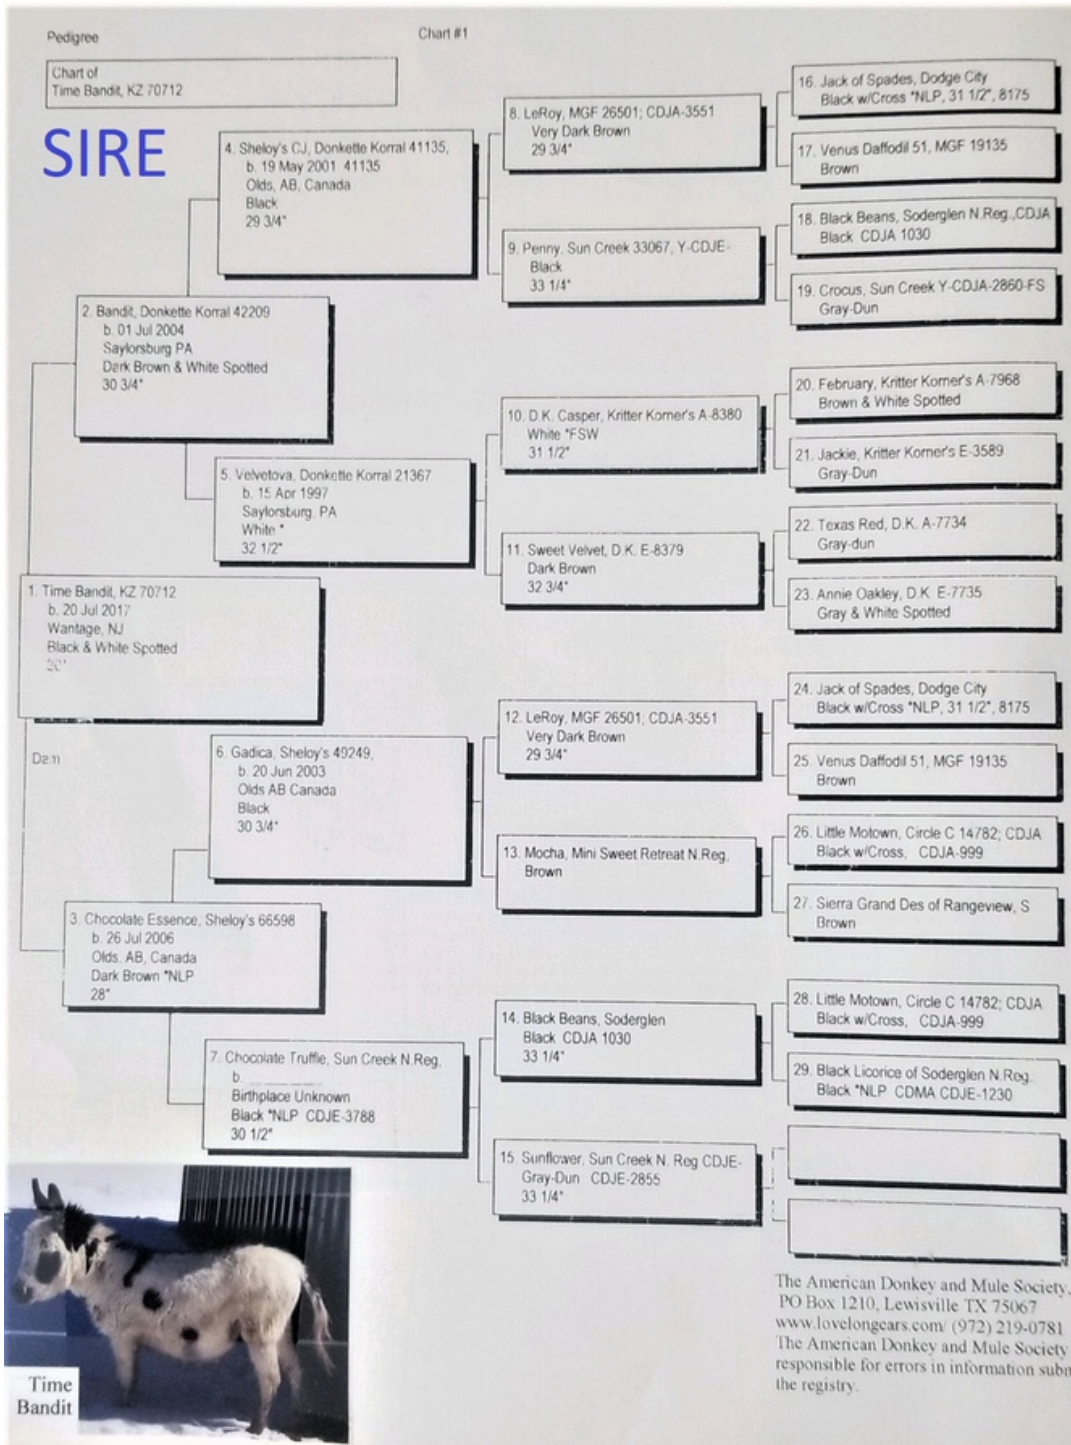 Pedigree
Chart #1
Chart of
Time Bandit, KZ 70712
SIRE
1. Time Bandit, KZ 70712
b. 20 Jul 2017
Wantage, NJ
Black & White Spotted
Dam
2. Bandit, Donkette Korral 42209
b. 01 Jul 2004
Saylorsburg PA
Dark Brown & White Spotted
30 3/4"
3. Chocolate Essence, Sheloy's 66598
b. 26 Jul 2006
Olds. AB, Canada
Dark Brown *NLP
28"
4. Sheloy's CJ, Donkette Korral 41135,
b. 19 May 2001 41135
Olds, AB, Canada
Black
29 3/4"
5. Velvetova, Donkette Korral 21367
b. 15 Apr 1997
Saylorsburg, PA
White *
32 1/2"
6. Gadica, Sheloy's 49249,
b. 20 Jun 2003
Olds AB Canada
Black
30 3/4"
7. Chocolate Truffle, Sun Creek N.Reg,
b. __________
Birthplace Unknown
Black *NLP CDJE-3788
30 1/2"
8. LeRoy, MGF 26501; CDJA-3551
Very Dark Brown
29 3/4"
9. Penny, Sun Creek 33067, Y-CDJE-
Black
33 1/4"
10. D.K. Casper, Kritter Korner's A-8380
White *FSW
31 1/2"
11. Sweet Velvet, D.K. E-8379
Dark Brown
32 3/4"
12. LeRoy, MGF 26501, CDJA-3551
Very Dark Brown
29 3/4"
13. Mocha, Mini Sweet Retreat N.Reg,
Brown
14. Black Beans, Soderglen
Black CDJA 1030
33 1/4"
15. Sunflower, Sun Creek N. Reg CDJE-
Gray-Dun CDJE-2855
33 1/4"
16. Jack of Spades, Dodge City
Black w/Cross *NLP, 31 1/2", 8175
17. Venus Daffodil 51, MGF 19135
Brown
18. Black Beans, Soderglen N.Reg.,CDJA
Black CDJA 1030
19. Crocus, Sun Creek Y-CDJA-2860-FS
Gray-Dun
20. February, Kritter Korner's A-7968
Brown & White Spotted
21. Jackie, Kritter Korner's E-3589
Gray-Dun
22. Texas Red, D.K. A-7734
Gray-dun
23. Annie Oakley, D.K. E-7735
Gray & White Spotted
24. Jack of Spades, Dodge City
Black w/Cross *NLP, 31 1/2", 8175
25. Venus Daffodil 51, MGF 19135
Brown
26. Little Motown, Circle C 14782; CDJA
Black w/Cross, CDJA-999
27. Sierra Grand Des of Rangeview, S
Brown
28. Little Motown, Circle C 14782; CDJA
Black w/Cross, CDJA-999
29. Black Licorice of Soderglen N.Reg.
Black *NLP CDMA CDJE-1230
Time
Bandit
The American Donkey and Mule Society,
PO Box 1210, Lewisville TX 75067
www.lovelongears.com/ (972) 219-0781
The American Donkey and Mule Society
responsible for errors in information subm
the registry.